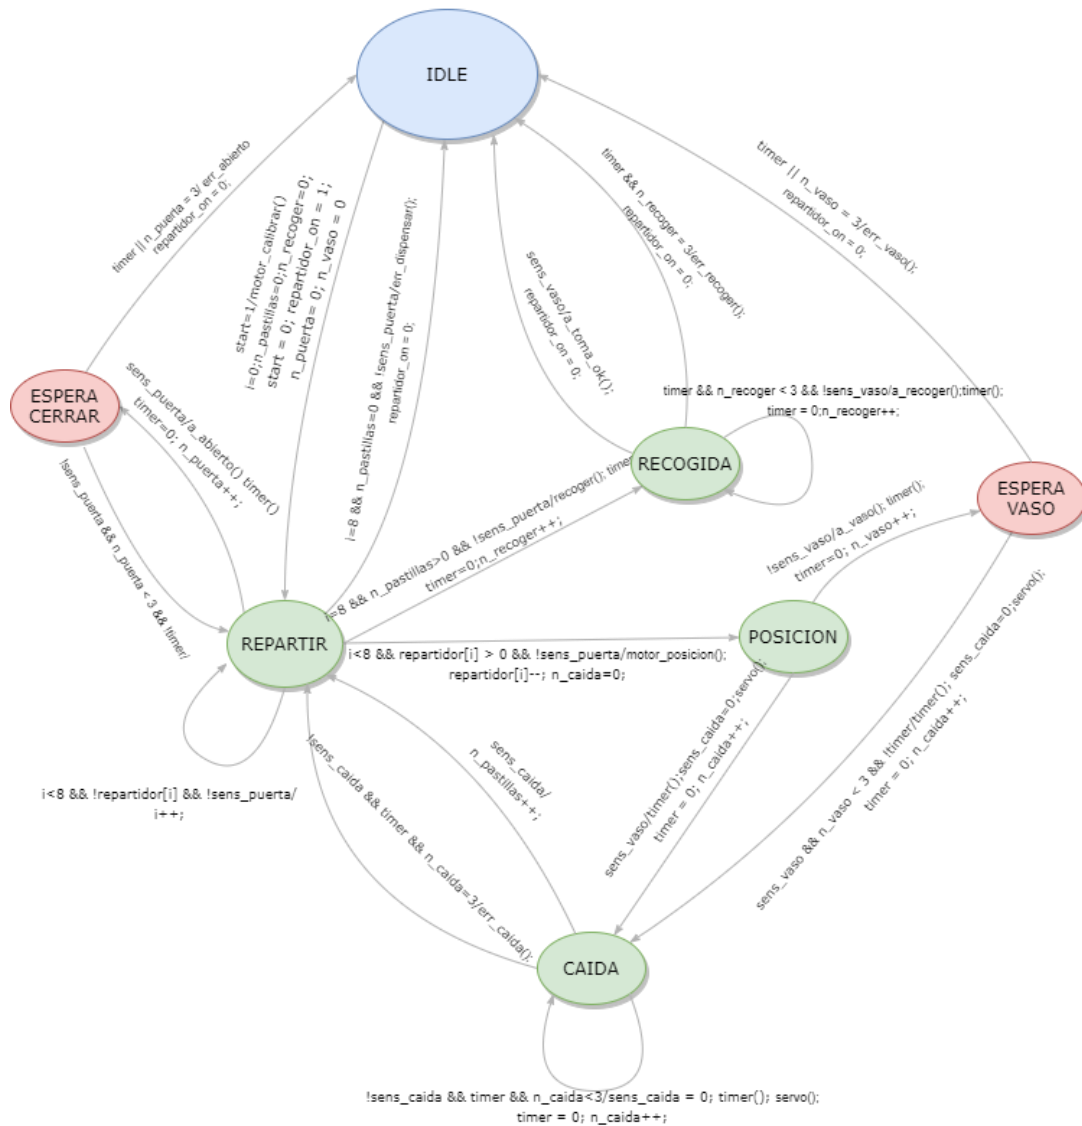 IDLE
timer || n_puerta = 3/ err_abierto
repartidor_on = 0;
start=1/motor_calibrar()
i=0;n_pastillas=0;n_recoger=0;
start = 0; repartidor_on = 1;
n_puerta= 0; n_vaso = 0
i=8 && n_pastillas=0 && !sens_puerta/err_dispensar();
repartidor_on = 0;
sens_vaso/a_toma_ok();
repartidor_on = 0;
timer && n_recoger = 3/err_recoger();
repartidor_on = 0;
timer || n_vaso = 3/err_vaso();
repartidor_on = 0;
ESPERA
CERRAR
sens_puerta/a_abierto() timer()
timer=0; n_puerta++;
!sens_puerta && n_puerta < 3 && !timer/
timer && n_recoger < 3 && !sens_vaso/a_recoger();timer();
timer = 0;n_recoger++;
RECOGIDA
ESPERA
VASO
i=8 && n_pastillas>0 && !sens_puerta/recoger(); timer
timer=0;n_recoger++;
!sens_vaso/a_vaso(); timer();
timer=0; n_vaso++;
REPARTIR
POSICION
i<8 && repartidor[i] > 0 && !sens_puerta/motor_posicion();
repartidor[i]--; n_caida=0;
i<8 && !repartidor[i] && !sens_puerta/
i++;
!sens_caida && timer && n_caida=3/err_caida();
sens_caida/
n_pastillas++;
sens_vaso/timer();sens_caida=0;servo();
timer = 0; n_caida++;
sens_vaso && n_vaso < 3 && !timer/timer(); sens_caida=0;servo();
timer = 0; n_caida++;
CAIDA
!sens_caida && timer && n_caida<3/sens_caida = 0; timer(); servo();
timer = 0; n_caida++;